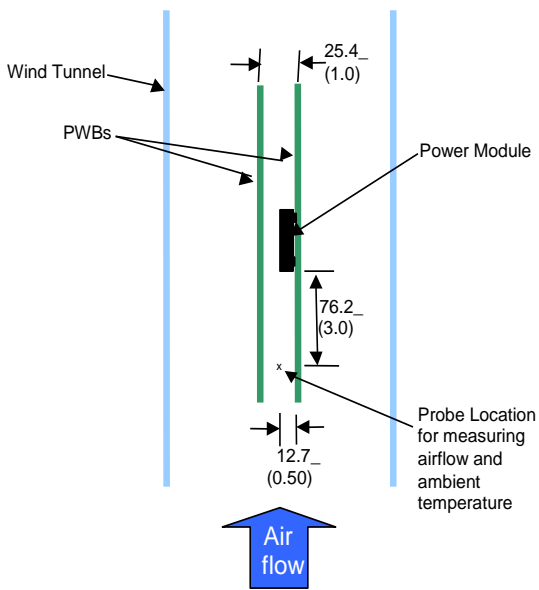 25.4_
(1.0)
Wind Tunnel
PWBs
Power Module
76.2_
(3.0)
x
Probe Location
for measuring
airflow and
ambient
temperature
12.7_
(0.50)
Air
flow